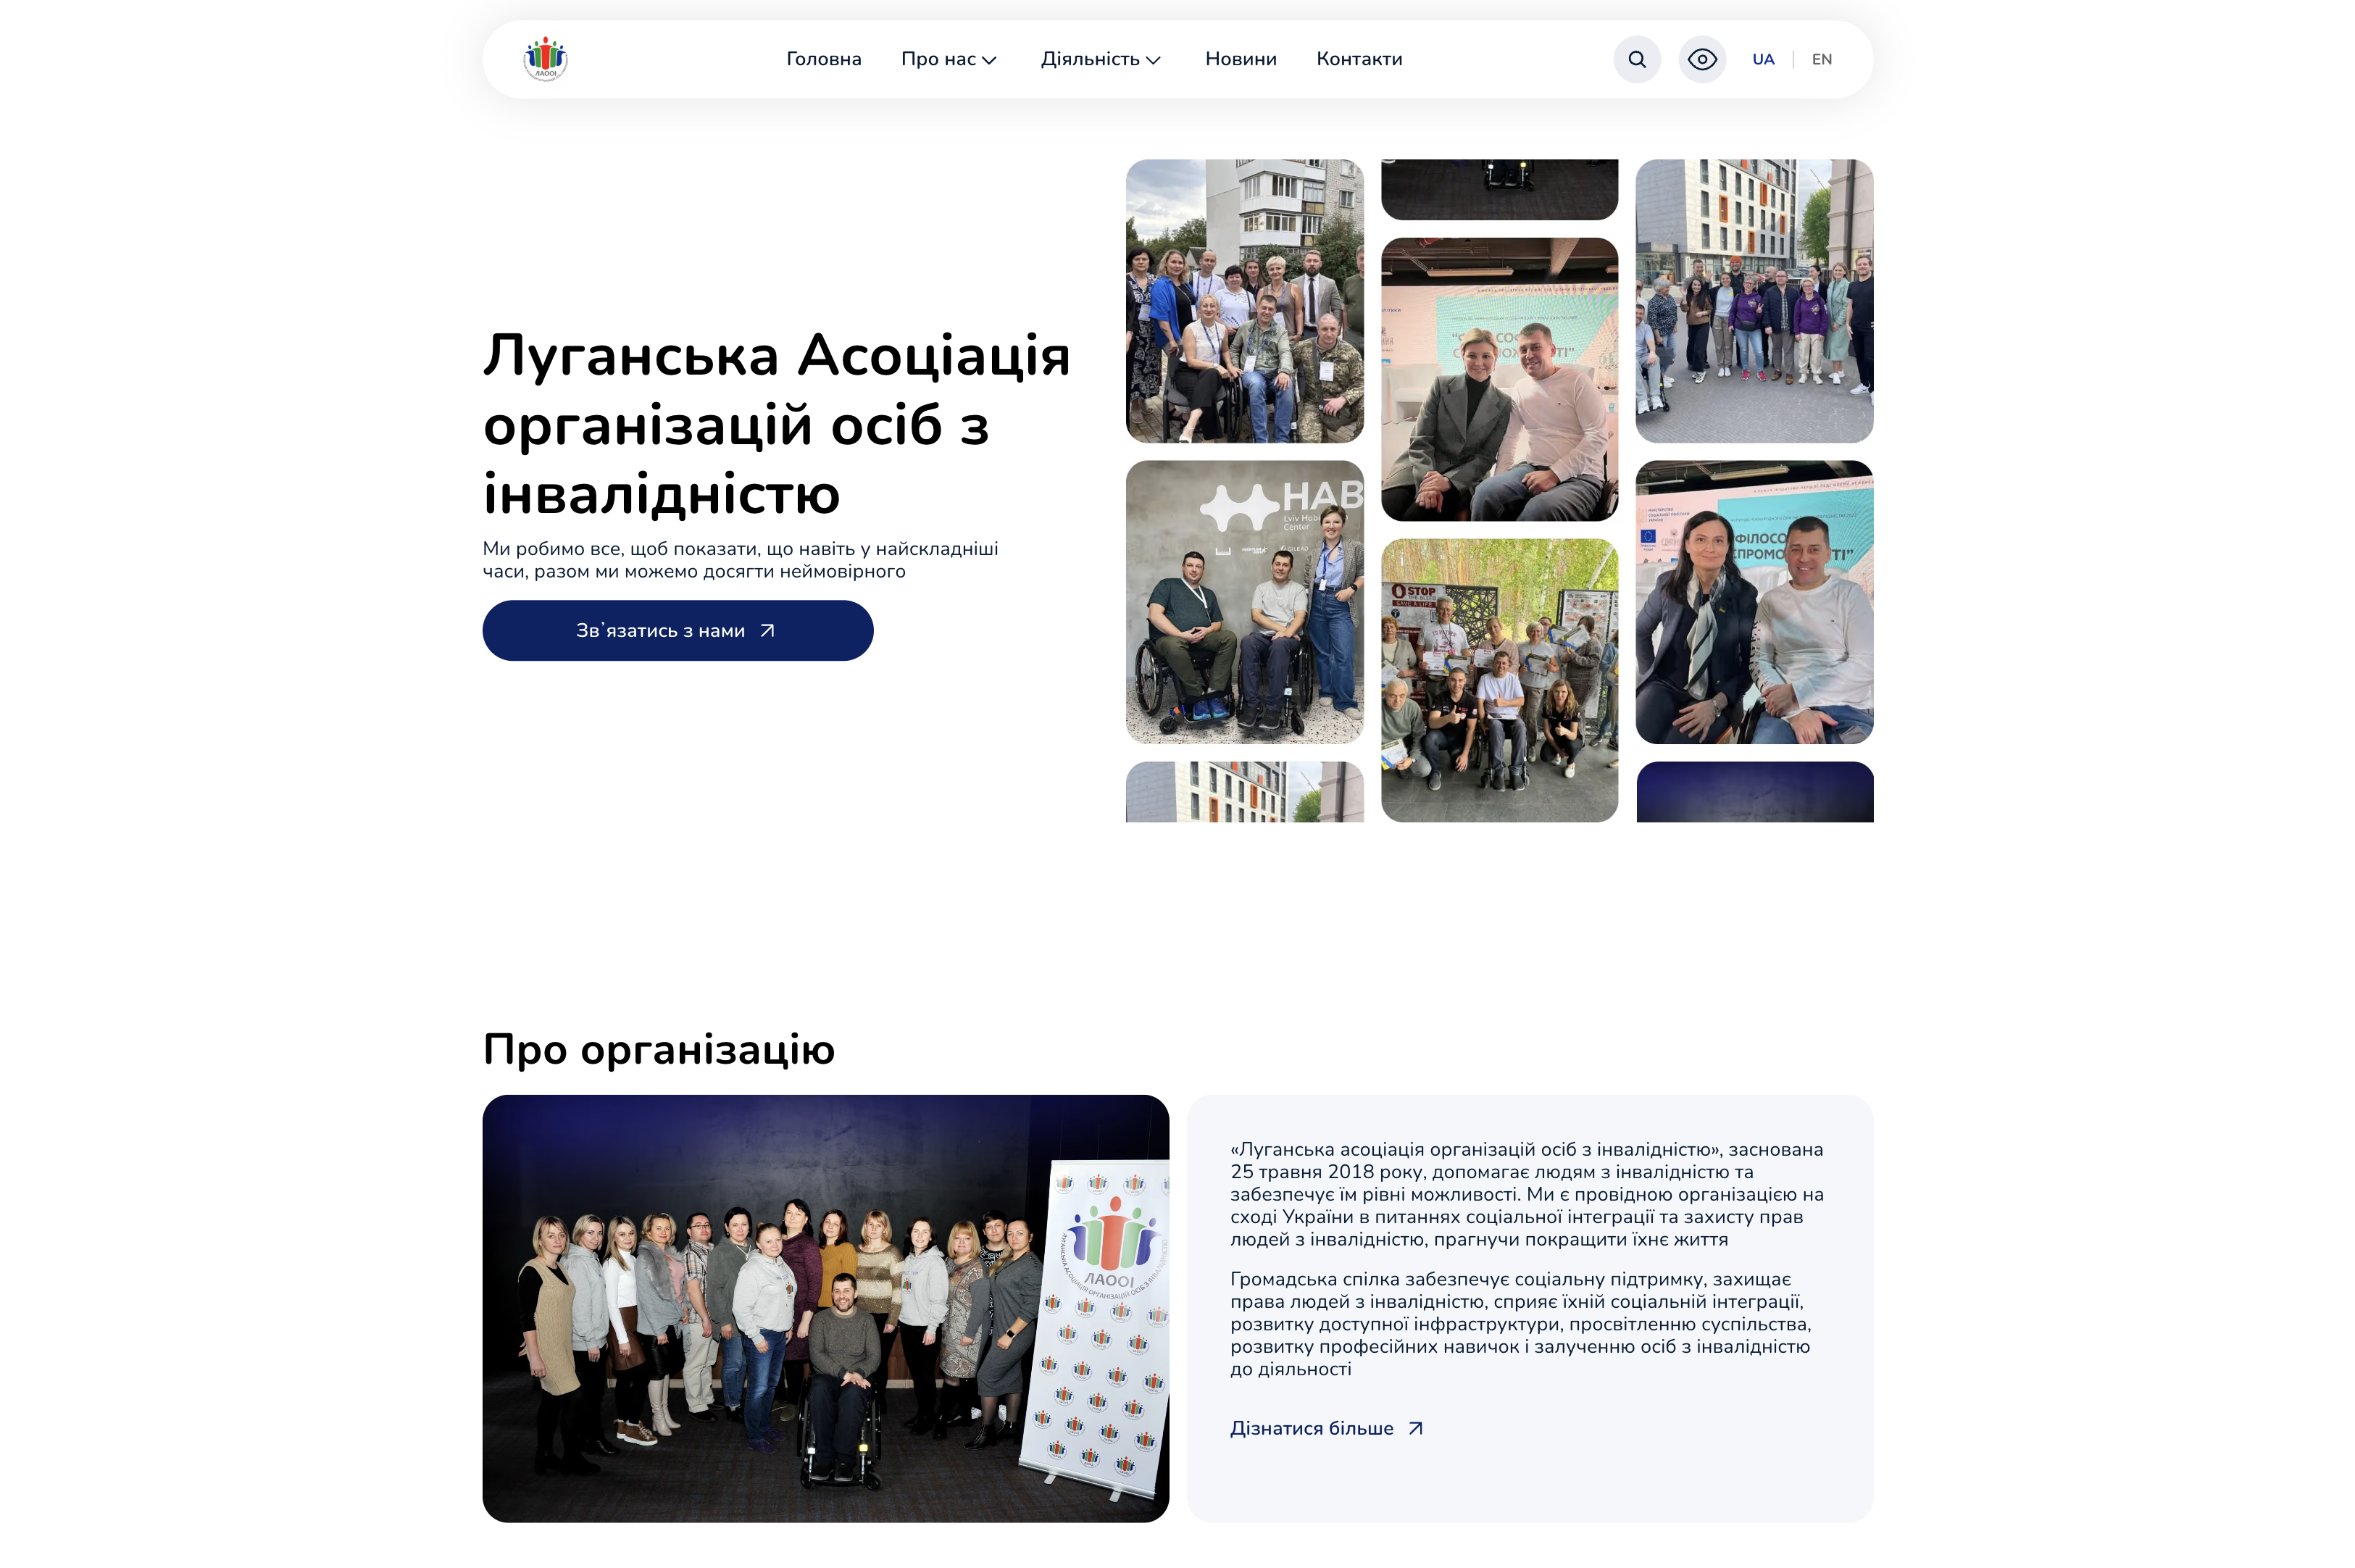 ЛАООІ
Головна
Про нас
Діяльність
Новини
Контакти
UA
EN
Луганська Асоціація
організацій осіб з
інвалідністю
Ми робимо все, щоб показати, що навіть у найскладніші
часи, разом ми можемо досягти неймовірного
Зв’язатись з нами
HAB
Lviv
Center
STOP
SAVE A LIFE
Про організацію
ЛАООІ
ЛУГАНСЬКА АСОЦІАЦІЯ ОРГАНІЗАЦІЙ ОСІБ З
«Луганська асоціація організацій осіб з інвалідністю», заснована
25 травня 2018 року, допомагає людям з інвалідністю та
забезпечує їм рівні можливості. Ми є провідною організацією на
сході України в питаннях соціальної інтеграції та захисту прав
людей з інвалідністю, прагнучи покращити їхнє життя
Громадська спілка забезпечує соціальну підтримку, захищає
права людей з інвалідністю, сприяє їхній соціальній інтеграції,
розвитку доступної інфраструктури, просвітленню суспільства,
розвитку професійних навичок і залученню осіб з інвалідністю
до діяльності
Дізнатися більше